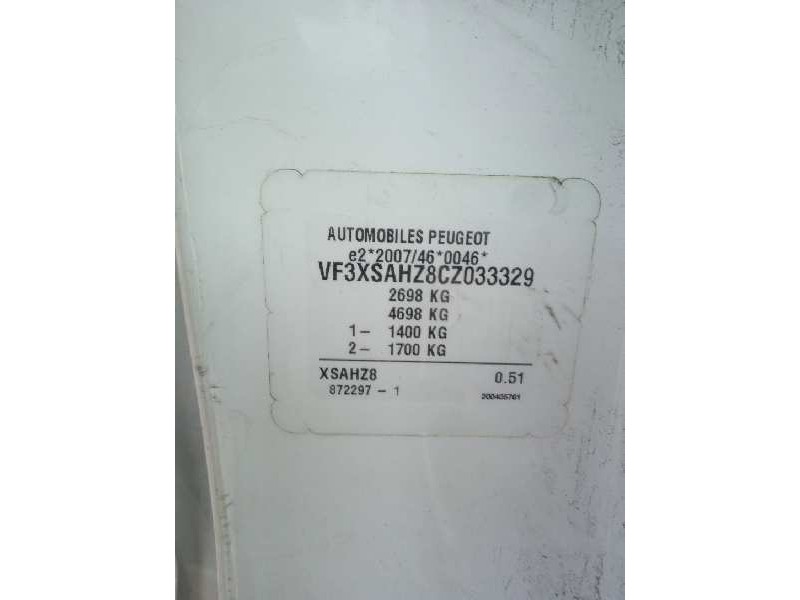 AUTOMOBILES PEUGEOT
e2*2007/46*0046*
VF3XSAHZ8CZ033329
2698 KG
4698 KG
1- 1400 KG
2- 1700 KG
XSAHZ8 0.51
872297-1